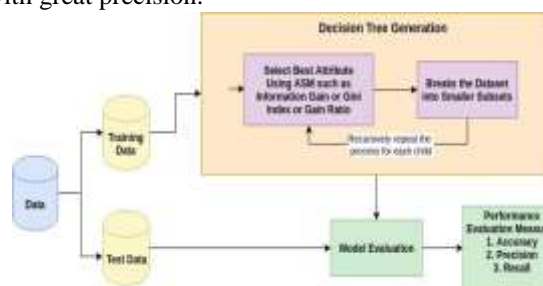 with great precision.
Decision Tree Generation
Select Best Attribute
Using ASM such as
Information Gain or Gini
Index or Gain Ratio
Breaks the Dataset
into Smaller Subsets
Recursively repeat the
process for each child
Training
Data
Data
Test Data
Model Evaluation
Performance
Evaluation Measu
1. Accuracy
2. Precision
3. Recall